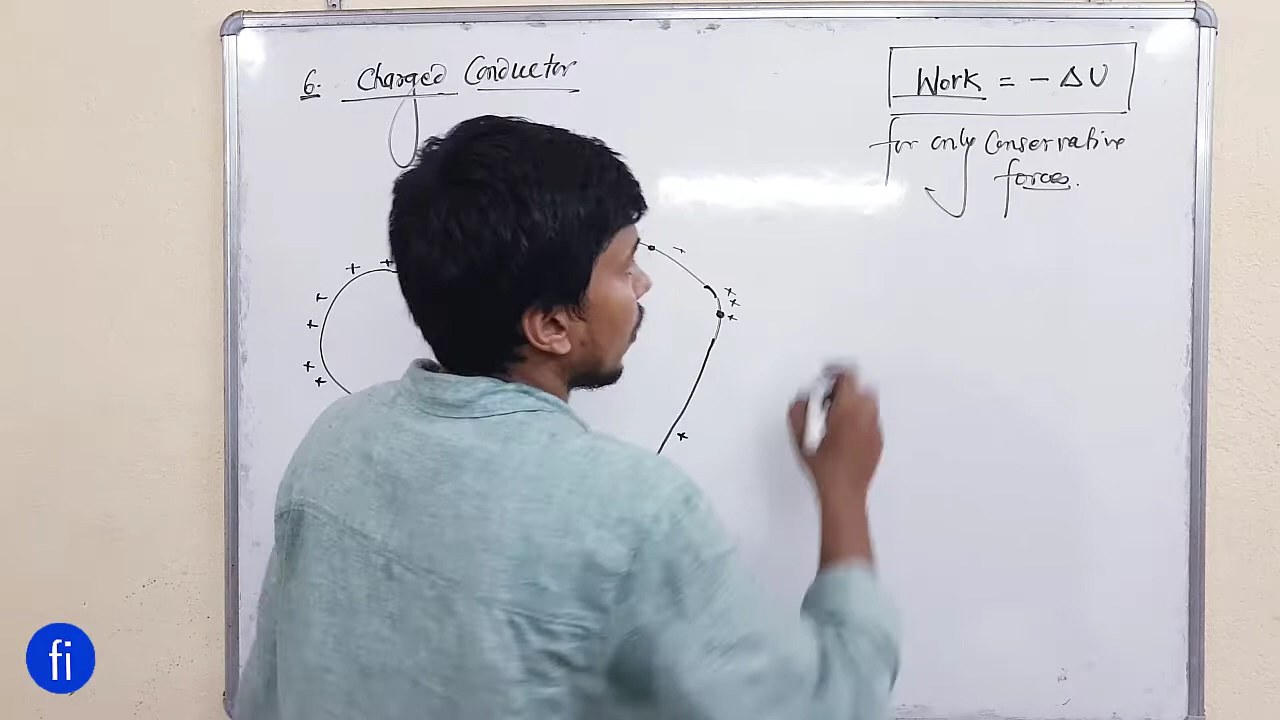 6. Charged Conductor
Work = - ΔU
for only Conservative
forces.
+ +
+
+
+
+
+
+
+
+
+
fi